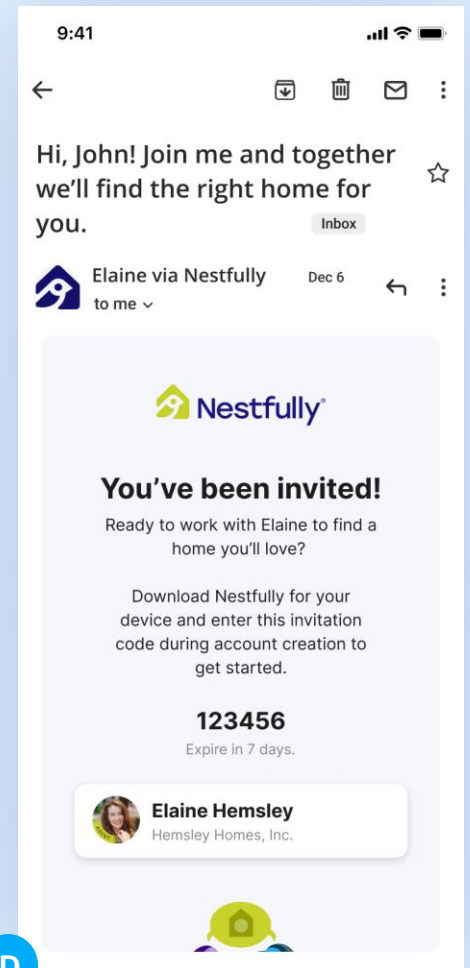 9:41
Hi, John! Join me and together
we'll find the right home for
you.
Inbox
Elaine via Nestfully
Dec 6
to me
Nestfully®
You've been invited!
Ready to work with Elaine to find a
home you'll love?
Download Nestfully for your
device and enter this invitation
code during account creation to
get started.
123456
Expire in 7 days.
AGENT
Elaine Hemsley
Hemsley Homes, Inc.
D